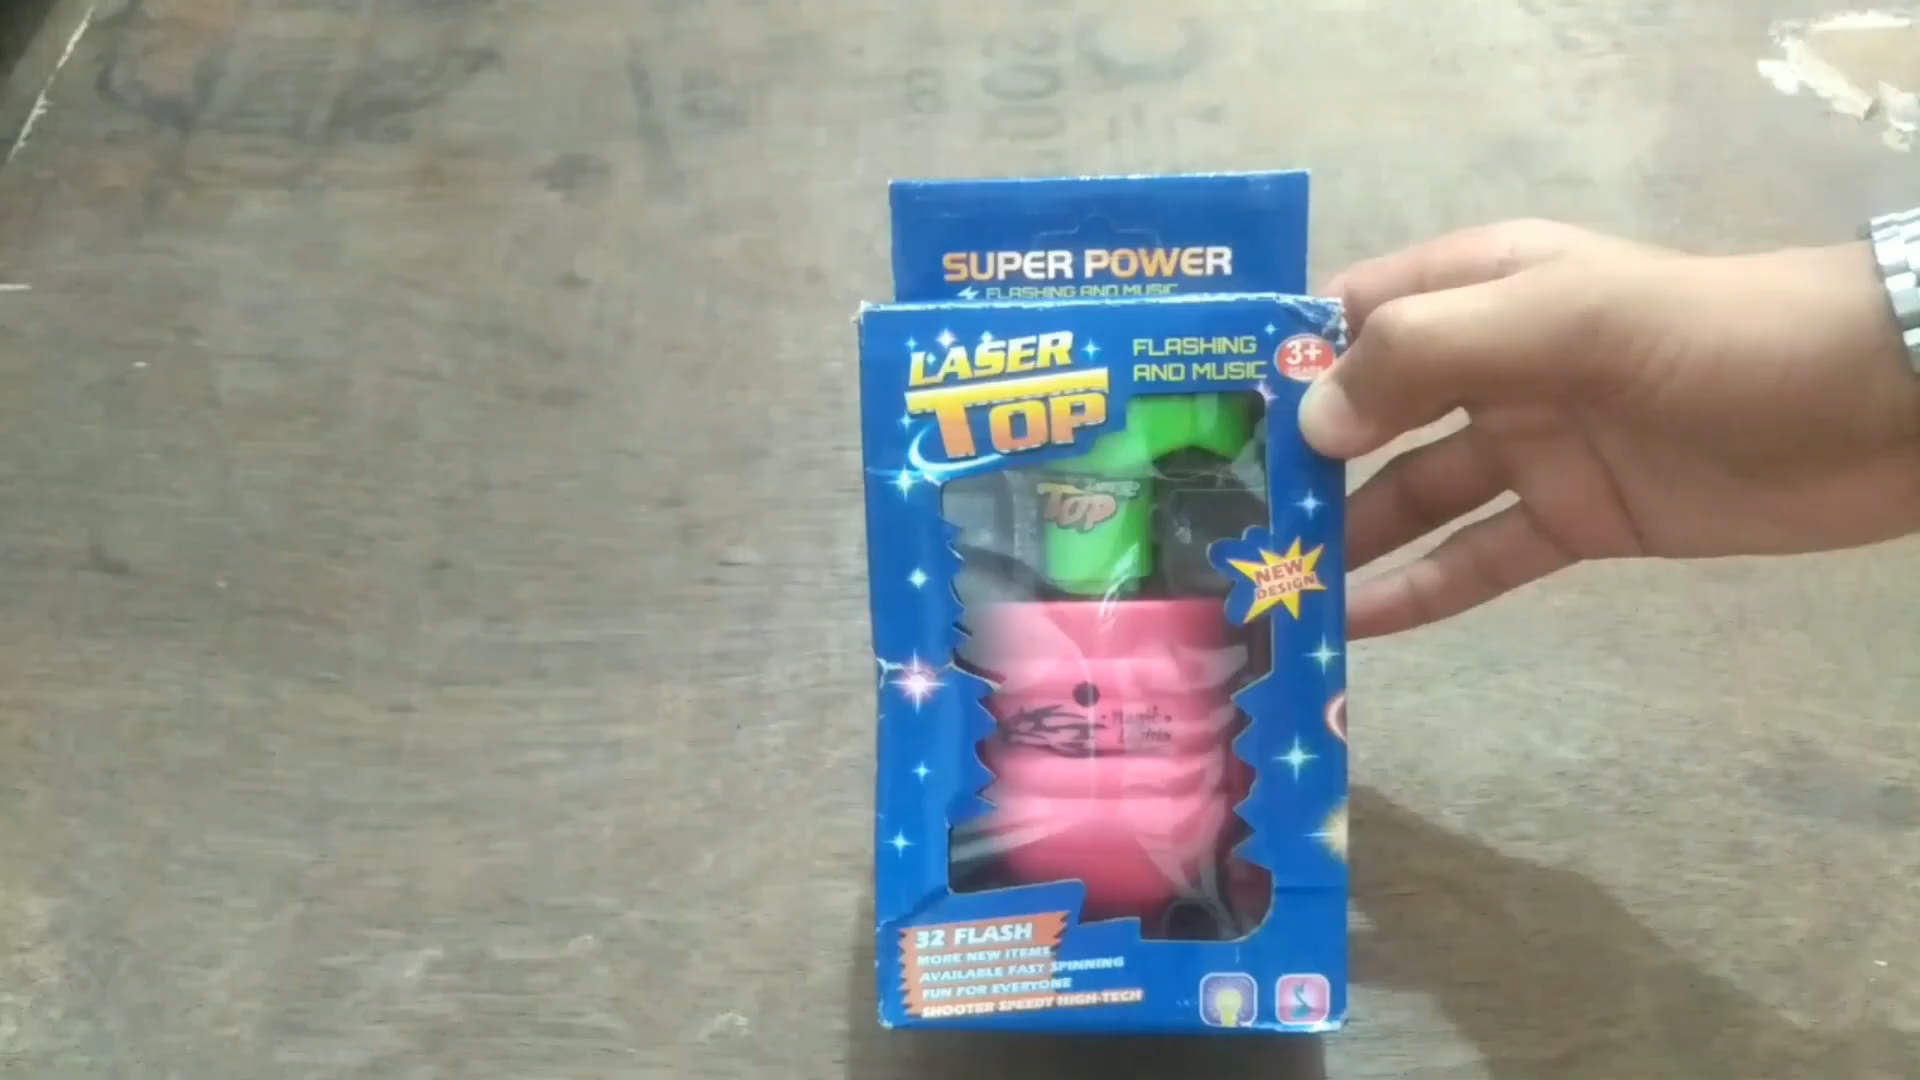 SUPER POWER
FLASHING AND MUSIC
LASER
TOP
FLASHING
AND MUSIC
3+
TOP
NEW
DESIGN
32 FLASH
MORE NEW ITEMS
AVAILABLE FAST SPINNING
FUN FOR EVERYONE
SHOOTER SPEEDY HIGH-TECH